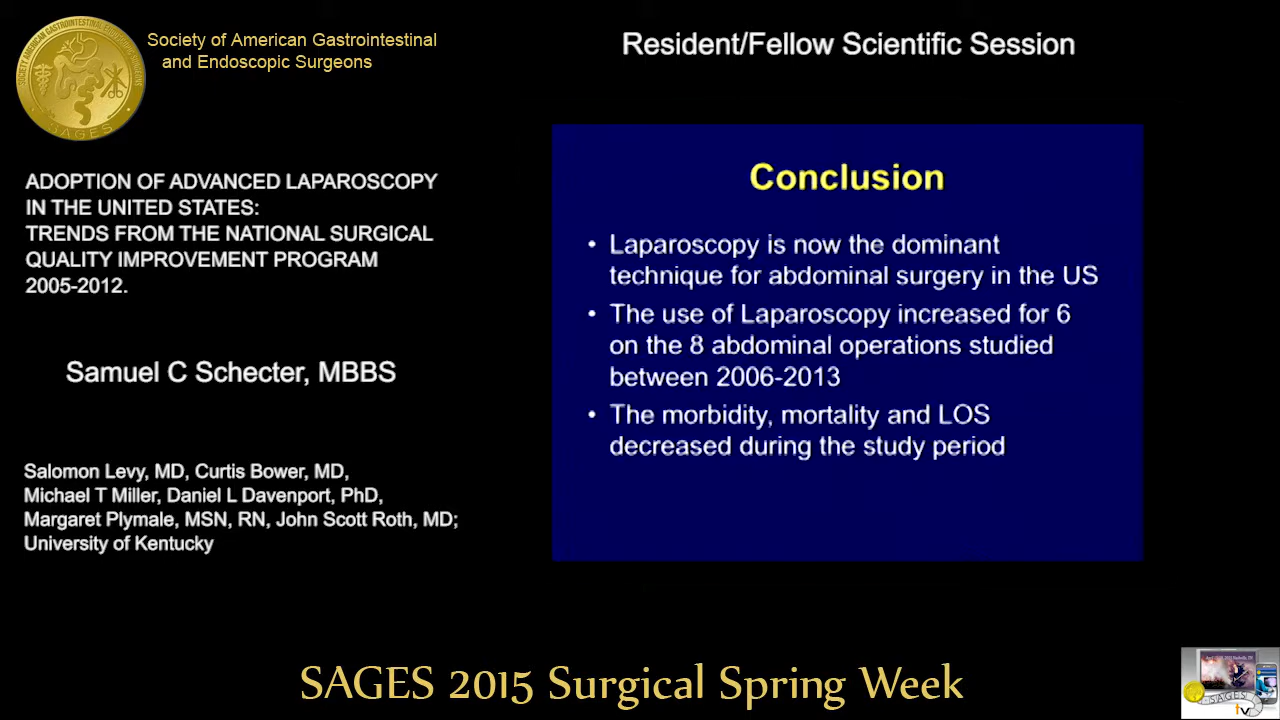 Society of American Gastrointestinal
and Endoscopic Surgeons
SAGES
Resident/Fellow Scientific Session
ADOPTION OF ADVANCED LAPAROSCOPY
IN THE UNITED STATES:
TRENDS FROM THE NATIONAL SURGICAL
QUALITY IMPROVEMENT PROGRAM
2005-2012.
Samuel C Schecter, MBBS
Salomon Levy, MD, Curtis Bower, MD,
Michael T Miller, Daniel L Davenport, PhD,
Margaret Plymale, MSN, RN, John Scott Roth, MD;
University of Kentucky
Conclusion
• Laparoscopy is now the dominant
technique for abdominal surgery in the US
• The use of Laparoscopy increased for 6
on the 8 abdominal operations studied
between 2006-2013
• The morbidity, mortality and LOS
decreased during the study period
SAGES 2015 Surgical Spring Week
SAGES
tv